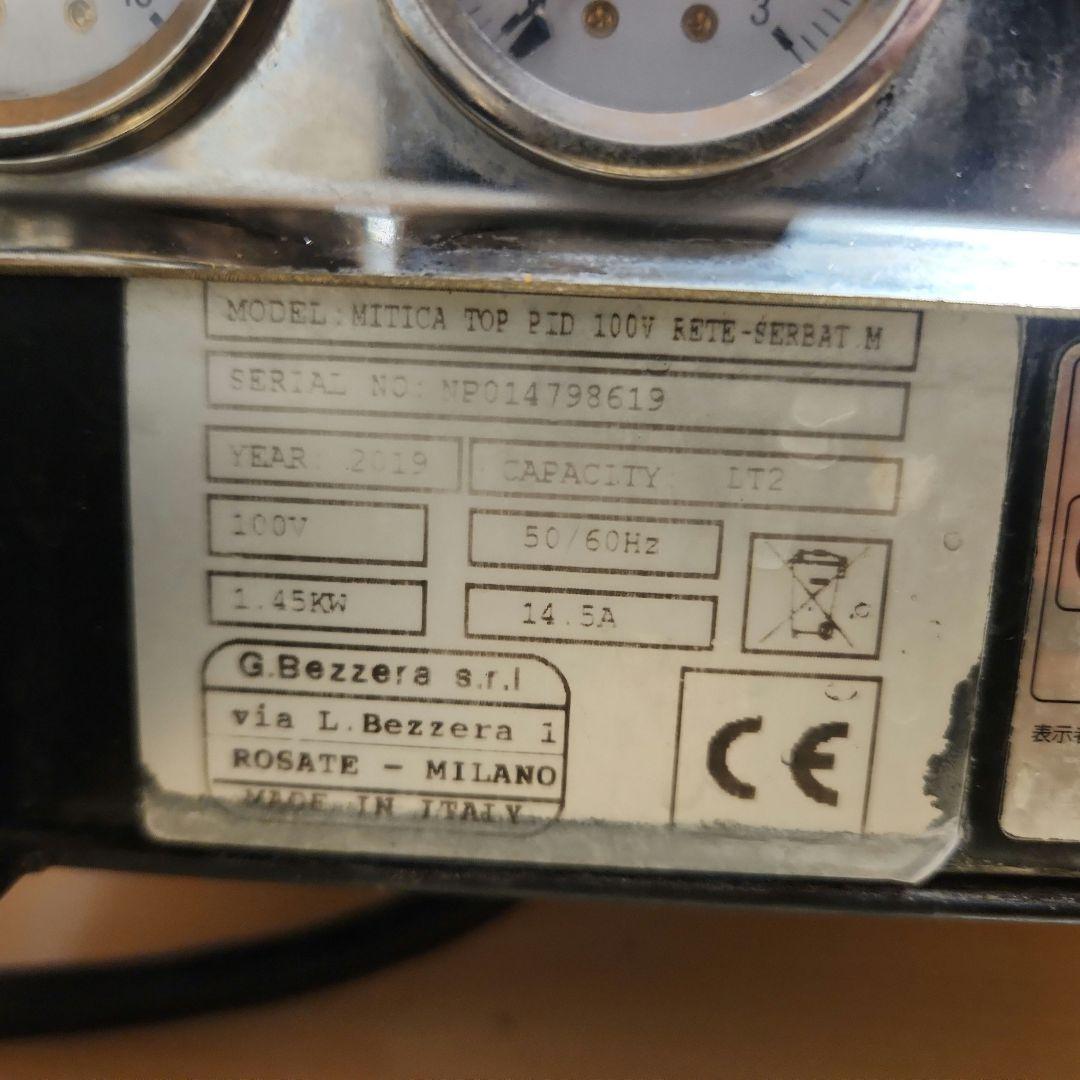 3
MODEL:MITICA TOP PID 100V RETE-SERBAT.M
SERIAL NO: NP014798619
YEAR: 2019
CAPACITY: LT2
100V
50/60Hz
1.45KW
14.5A
G.Bezzera s.r.l
via L.Bezzera 1
ROSATE - MILANO
MADE IN ITALY
CE
表示